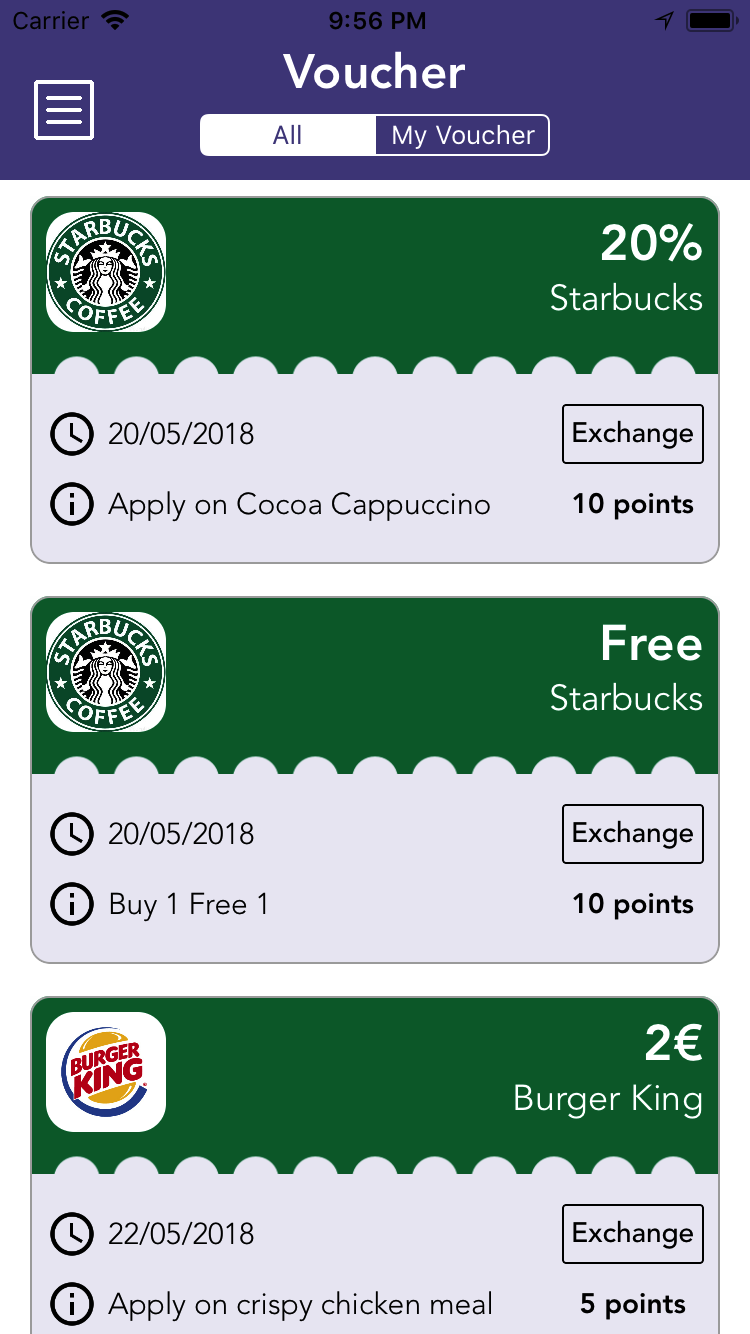 Carrier 9:56 PM
Voucher
All My Voucher
STARBUCKS
COFFEE
20%
Starbucks
20/05/2018 Exchange
Apply on Cocoa Cappuccino 10 points
STARBUCKS
COFFEE
Free
Starbucks
20/05/2018 Exchange
Buy 1 Free 1 10 points
BURGER
KING
2€
Burger King
22/05/2018 Exchange
Apply on crispy chicken meal 5 points